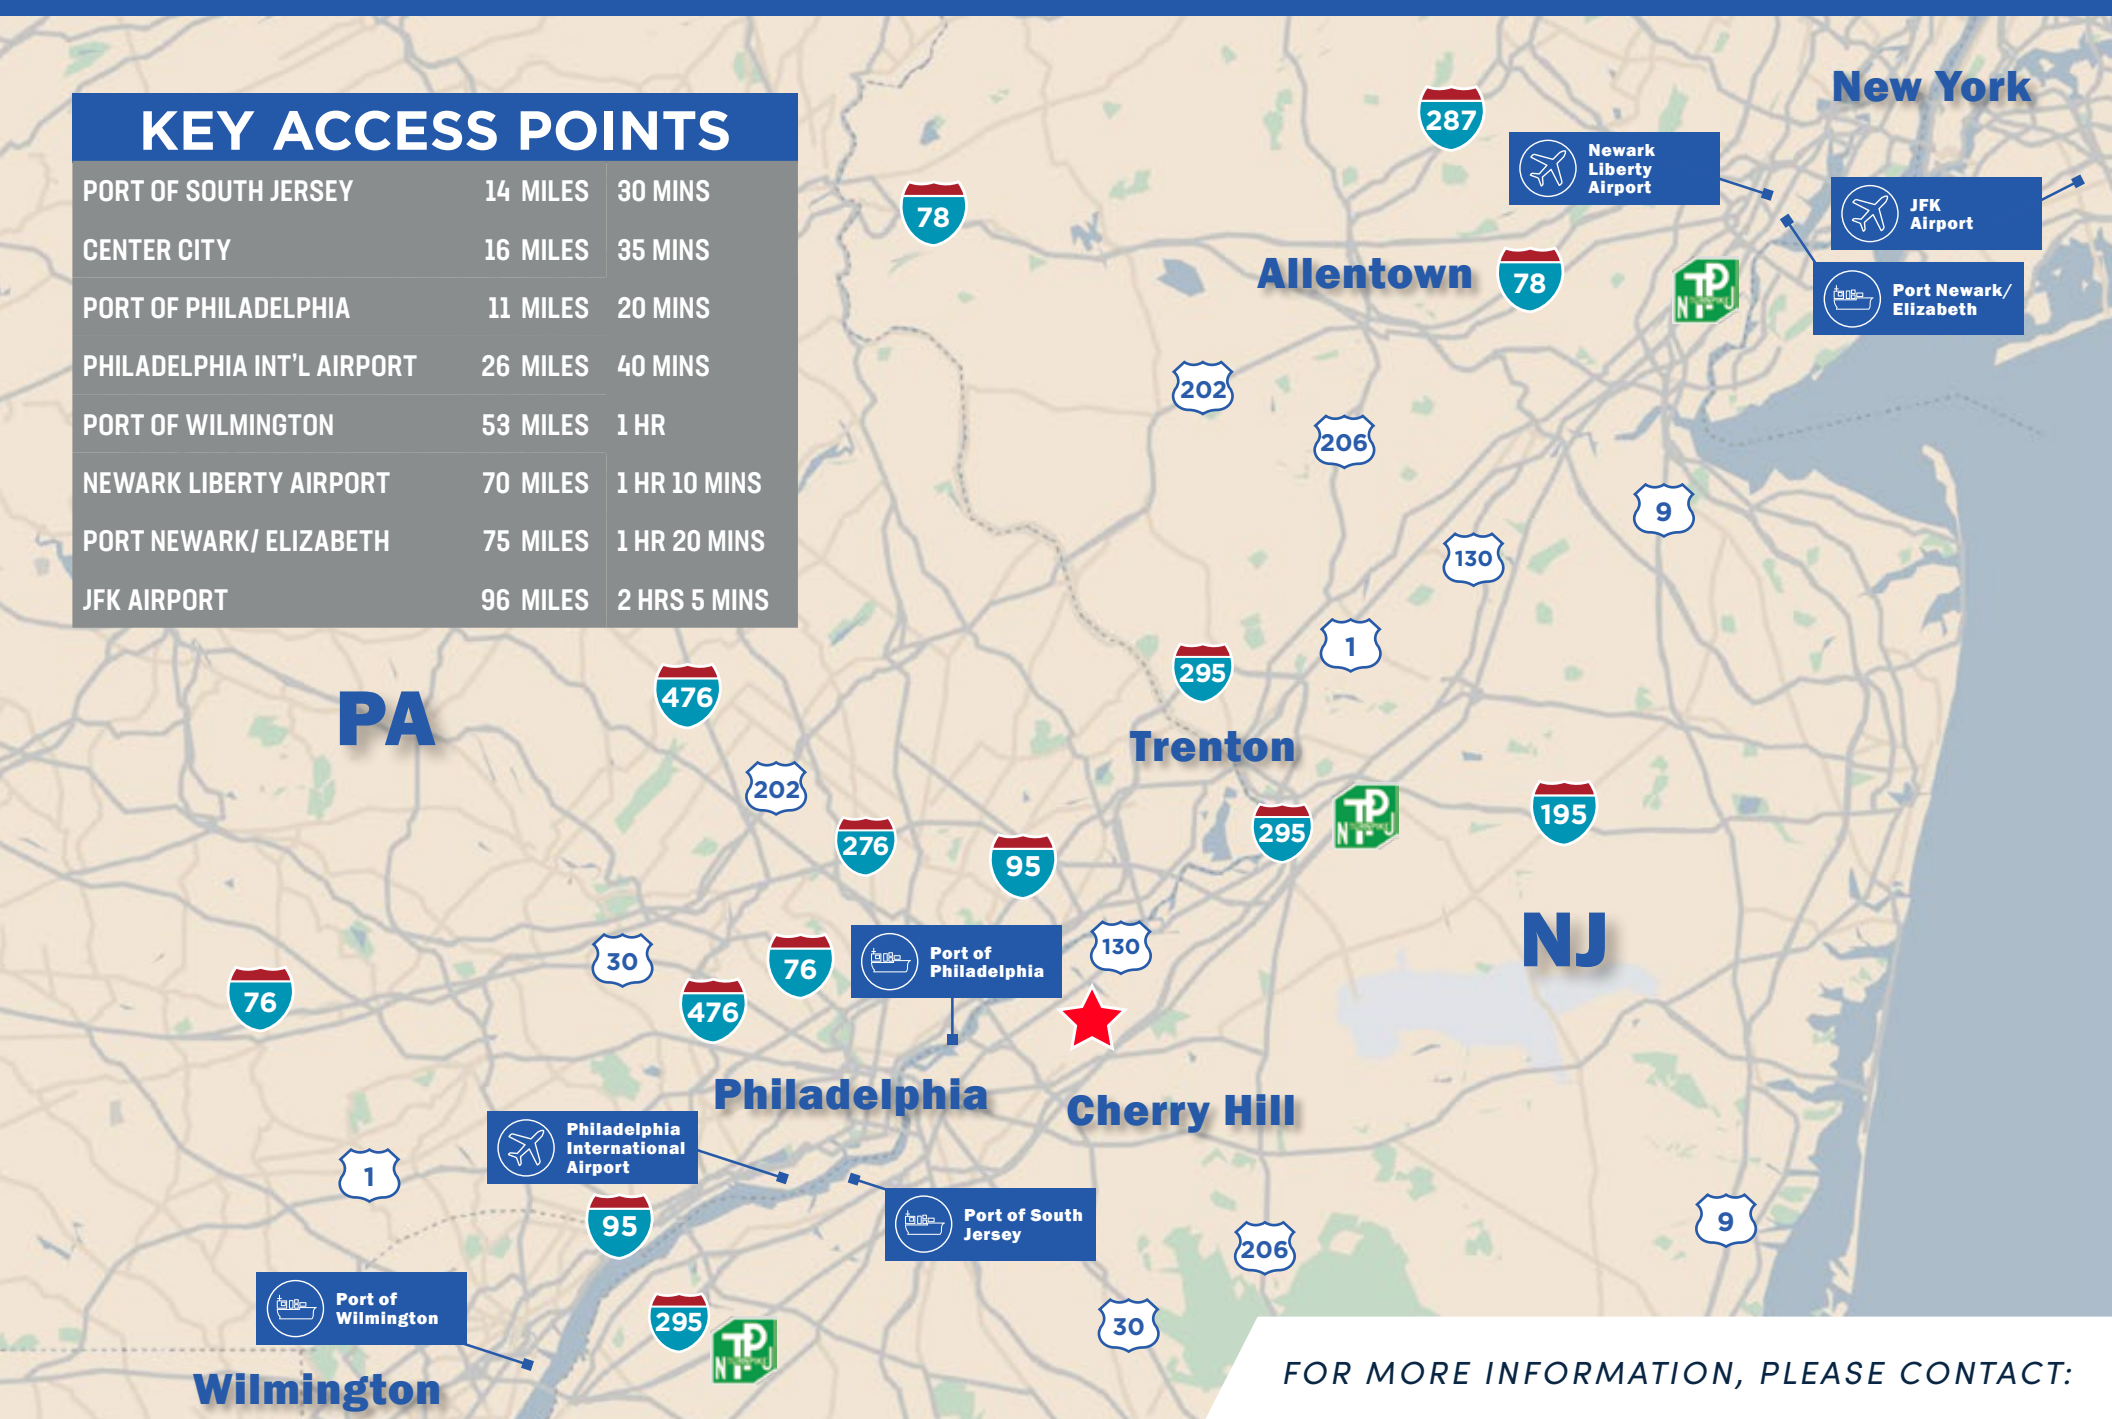 KEY ACCESS POINTS
PORT OF SOUTH JERSEY 14 MILES 30 MINS
CENTER CITY 16 MILES 35 MINS
PORT OF PHILADELPHIA 11 MILES 20 MINS
PHILADELPHIA INT'L AIRPORT 26 MILES 40 MINS
PORT OF WILMINGTON 53 MILES 1 HR
NEWARK LIBERTY AIRPORT 70 MILES 1 HR 10 MINS
PORT NEWARK/ ELIZABETH 75 MILES 1 HR 20 MINS
JFK AIRPORT 96 MILES 2 HRS 5 MINS
New York
287
Newark
Liberty
Airport
78
JFK
Airport
Allentown
78
N TURNPIKE J
TP
Port Newark/
Elizabeth
202
206
9
130
1
295
476
PA
Trenton
202
276
95
295
N TURNPIKE J
TP
195
NJ
30
76
476
76
Port of
Philadelphia
130
Philadelphia
Cherry Hill
Philadelphia
International
Airport
1
95
Port of South
Jersey
206
9
Port of
Wilmington
295
N TURNPIKE J
TP
30
Wilmington
FOR MORE INFORMATION, PLEASE CONTACT: